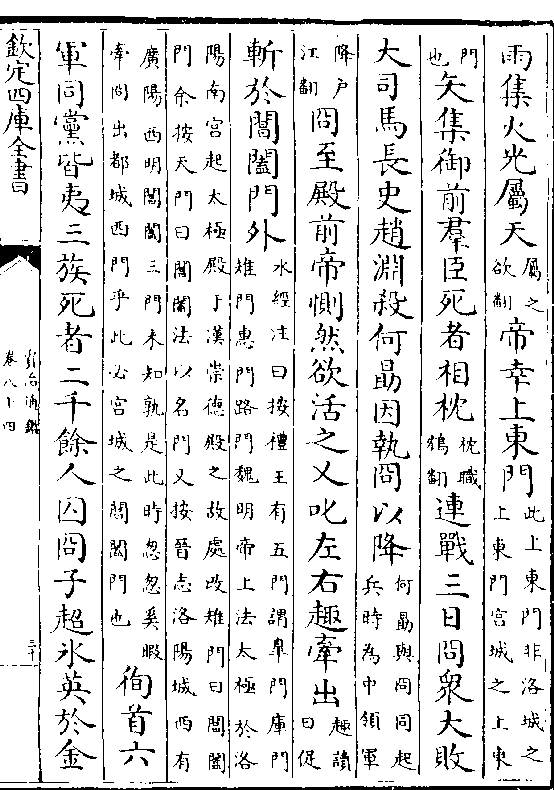 雨集火光屬天屬之欲翻帝幸上東門此上東門非洛城之上東門宮城之上東
門也矢集御前羣臣死者相枕枕職鴆翻連戰三日冏衆大敗
大司馬長史趙淵殺何勗因執冏以降何勗與冏同起兵時為中領軍
降戸江翻冏至殿前帝惻然欲活之乂叱左右趣牽出趣讀曰促
斬於閶闔門外水經注曰按禮王有五門謂臯門庫門雉門惠門路門魏明帝上法太極於洛
陽南宮起太極殿于漢崇德殿之故處改雉門曰閶闔門余按天門曰閶闔法以名門又按晉志洛陽城西有
廣陽西明閶闔三門未知孰是此時忽忽奚暇牽冏出都城西門乎此必宮城之閶闔門也徇首六
軍同黨皆夷三族死者二千餘人囚冏子超冰英於金
欽定四庫全書
資治通鑑
卷八十四
三十